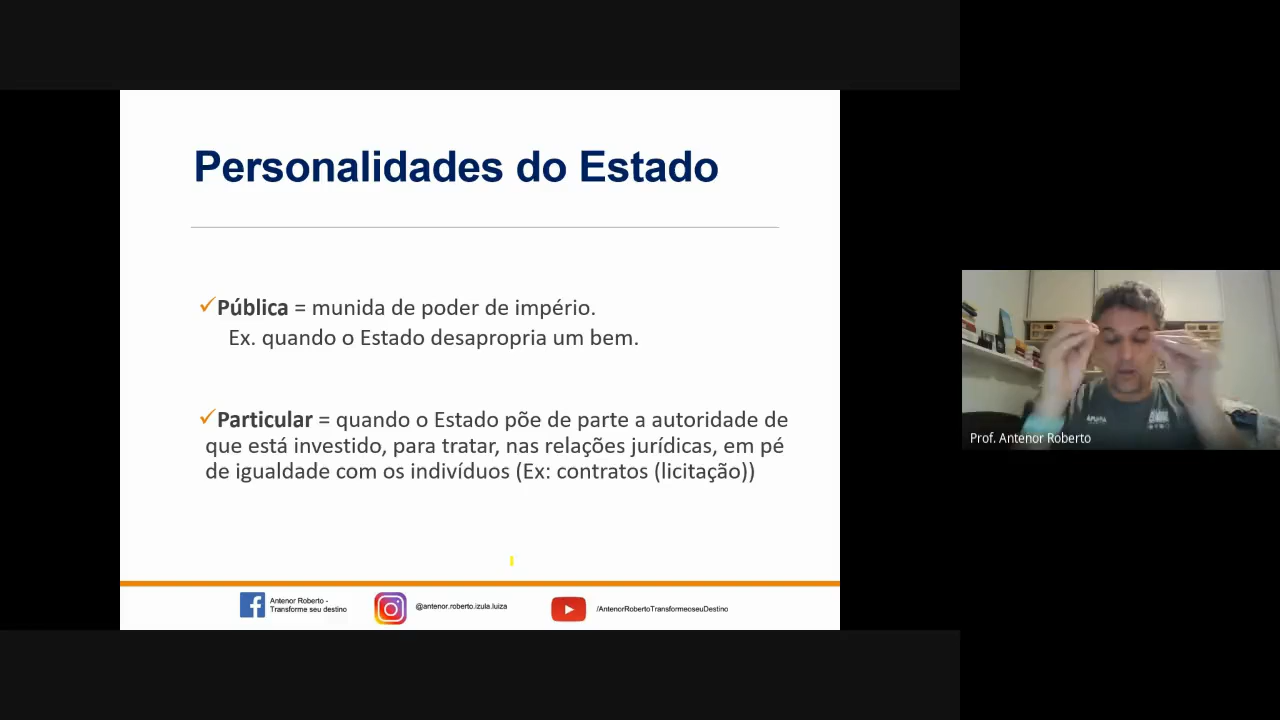 Personalidades do Estado
✓Pública = munida de poder de império.
Ex. quando o Estado desapropria um bem.
✓Particular = quando o Estado põe de parte a autoridade de
que está investido, para tratar, nas relações jurídicas, em pé
de igualdade com os indivíduos (Ex: contratos (licitação))
Prof. Antenor Roberto
Antenor Roberto -
Transforme seu destino
@antenor.roberto.izula.luiza
/AntenorRobertoTransformeoseuDestino